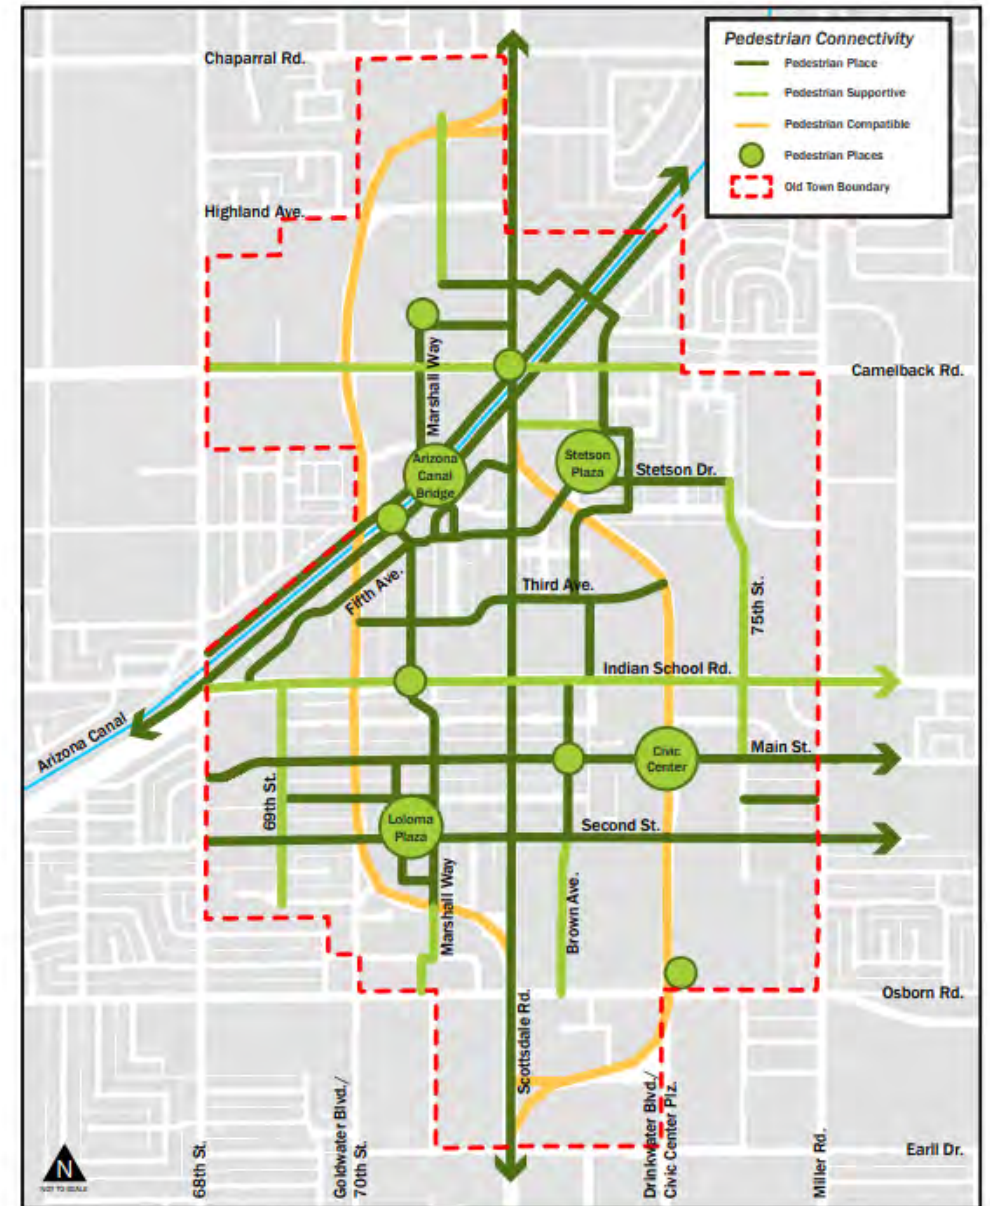 Pedestrian Connectivity
Pedestrian Place
Pedestrian Supportive
Pedestrian Compatible
Pedestrian Places
Old Town Boundary
Chaparral Rd.
Highland Ave.
Camelback Rd.
Marshall Way
Arizona
Canal
Bridge
Stetson
Plaza
Stetson Dr.
Fifth Ave.
Third Ave.
75th St.
Indian School Rd.
Arizona Canal
Civic
Center
Main St.
69th St.
Loloma
Plaza
Second St.
Marshall Way
Brown Ave.
Osborn Rd.
Scottsdale Rd.
68th St.
Goldwater Blvd./
70th St.
Drinkwater Blvd./
Civic Center Plz.
Miller Rd.
Earll Dr.
N
NOT TO SCALE